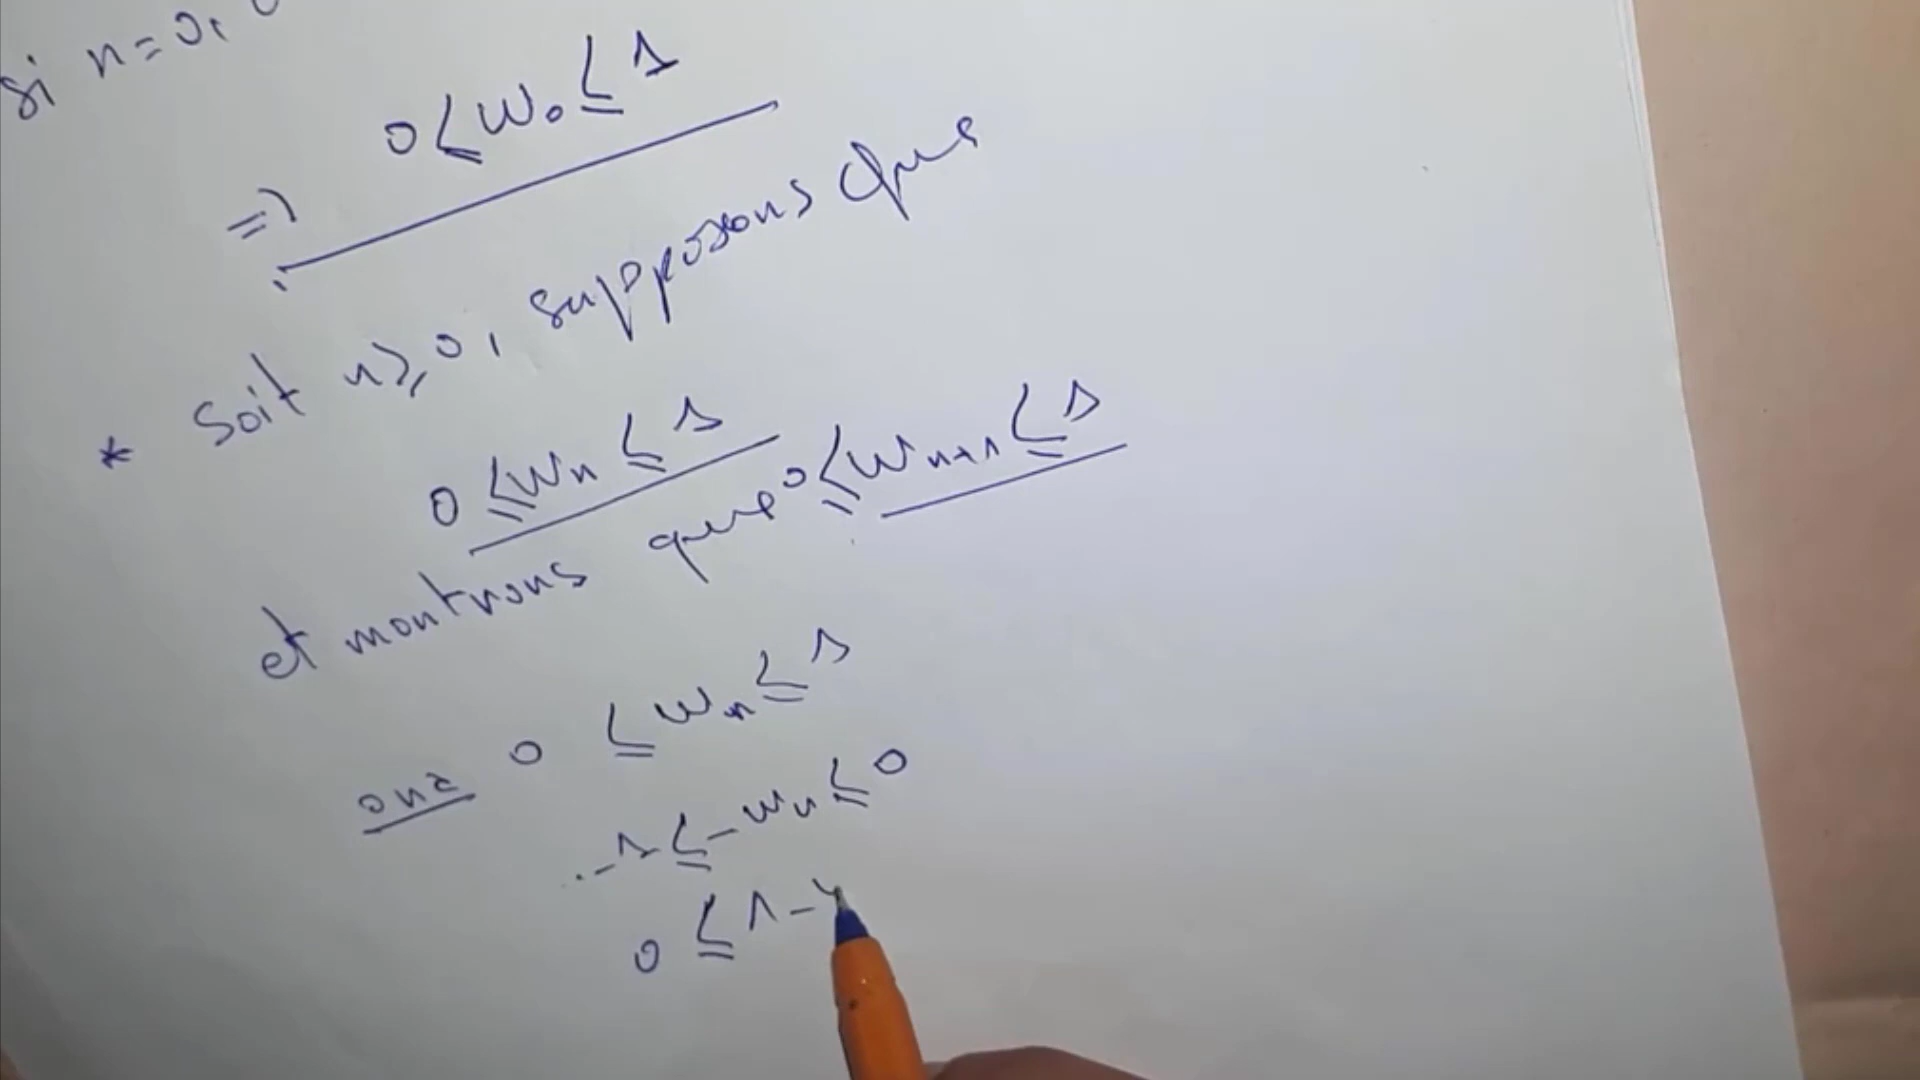 si n=0,
0≤w₀≤1
=>
* Soit n≥0, supposons que
0≤wₙ≤1
et montrons que 0≤wₙ₊₁≤1
ona 0≤wₙ≤1
-1≤-wₙ≤0
0≤1-